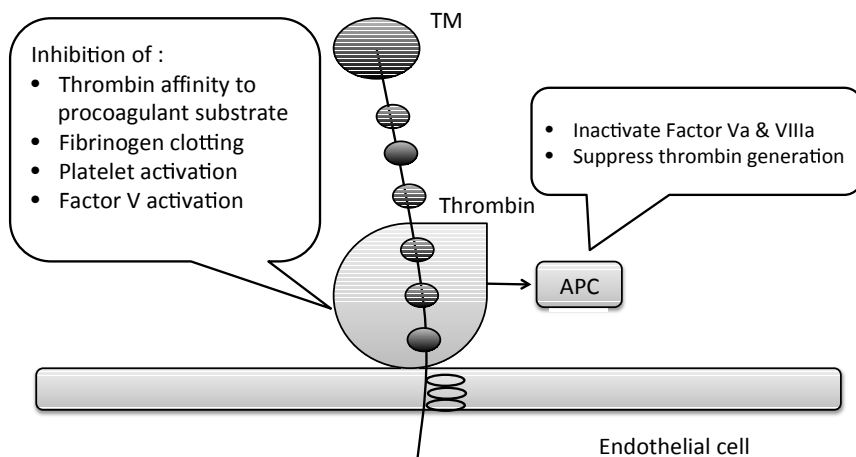 TM
Inhibition of :
• Thrombin affinity to
procoagulant substrate
• Fibrinogen clotting
• Platelet activation
• Factor V activation
• Inactivate Factor Va & VIIIa
• Suppress thrombin generation
Thrombin
APC
Endothelial cell